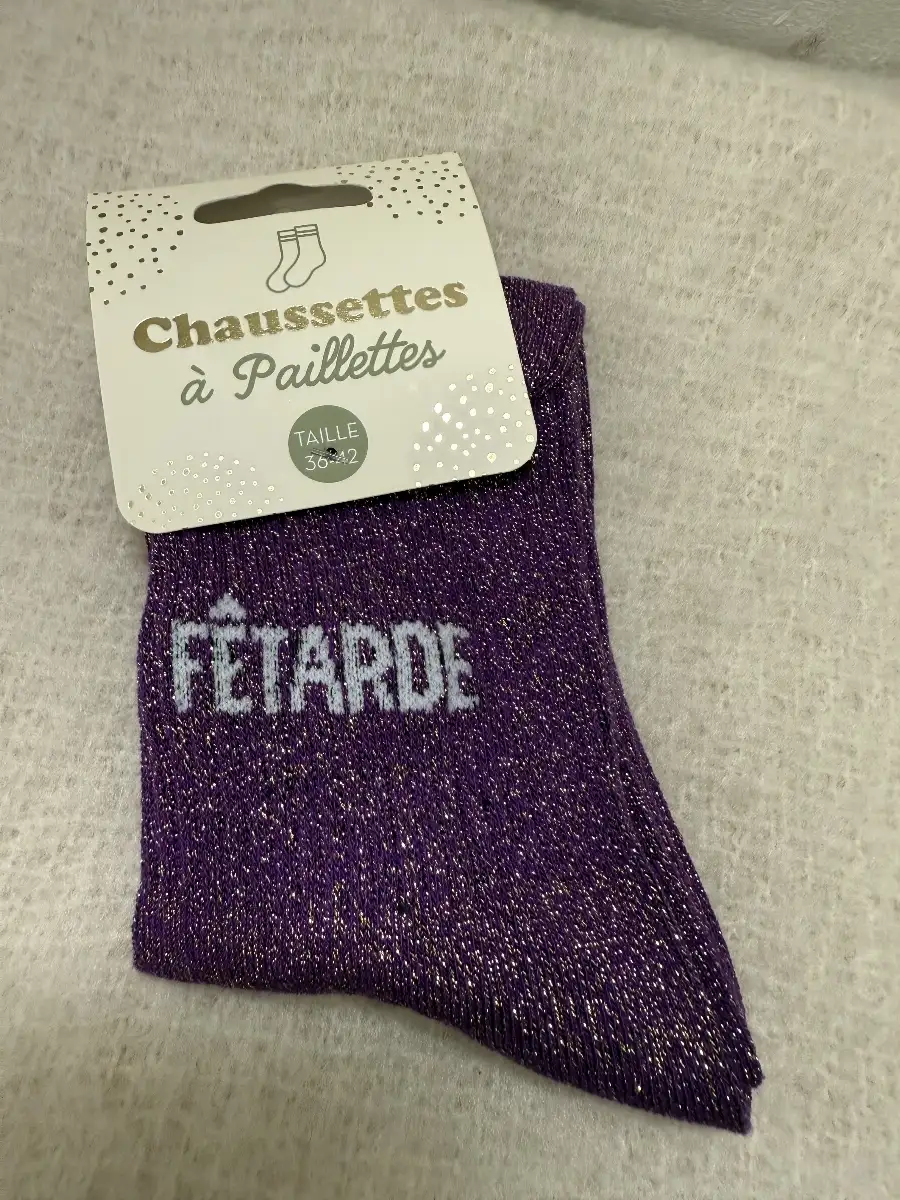 Chaussettes
à Paillettes
TAILLE
36-42
FÊTARDE